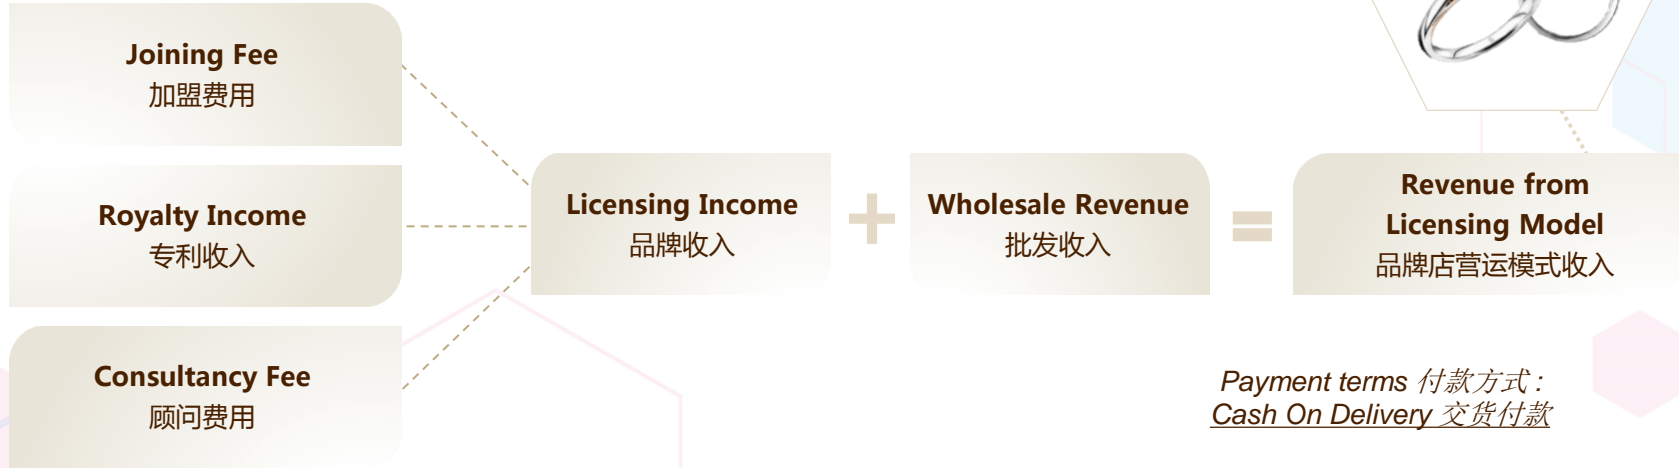 Joining Fee
加盟费用
Royalty Income
专利收入
Consultancy Fee
顾问费用
Licensing Income
品牌收入
+
Wholesale Revenue
批发收入
=
Revenue from
Licensing Model
品牌店营运模式收入
Payment terms 付款方式 :
Cash On Delivery 交货付款